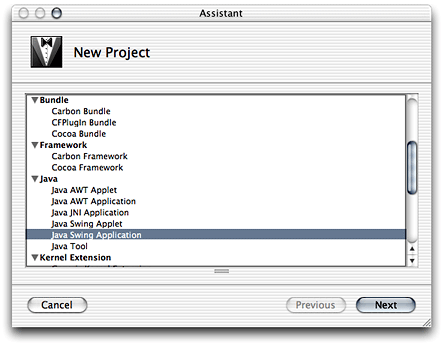 Assistant
New Project
Bundle
Carbon Bundle
CFPlugIn Bundle
Cocoa Bundle
Framework
Carbon Framework
Cocoa Framework
Java
Java AWT Applet
Java AWT Application
Java JNI Application
Java Swing Applet
Java Swing Application
Java Tool
Kernel Extension
Cancel
Previous
Next